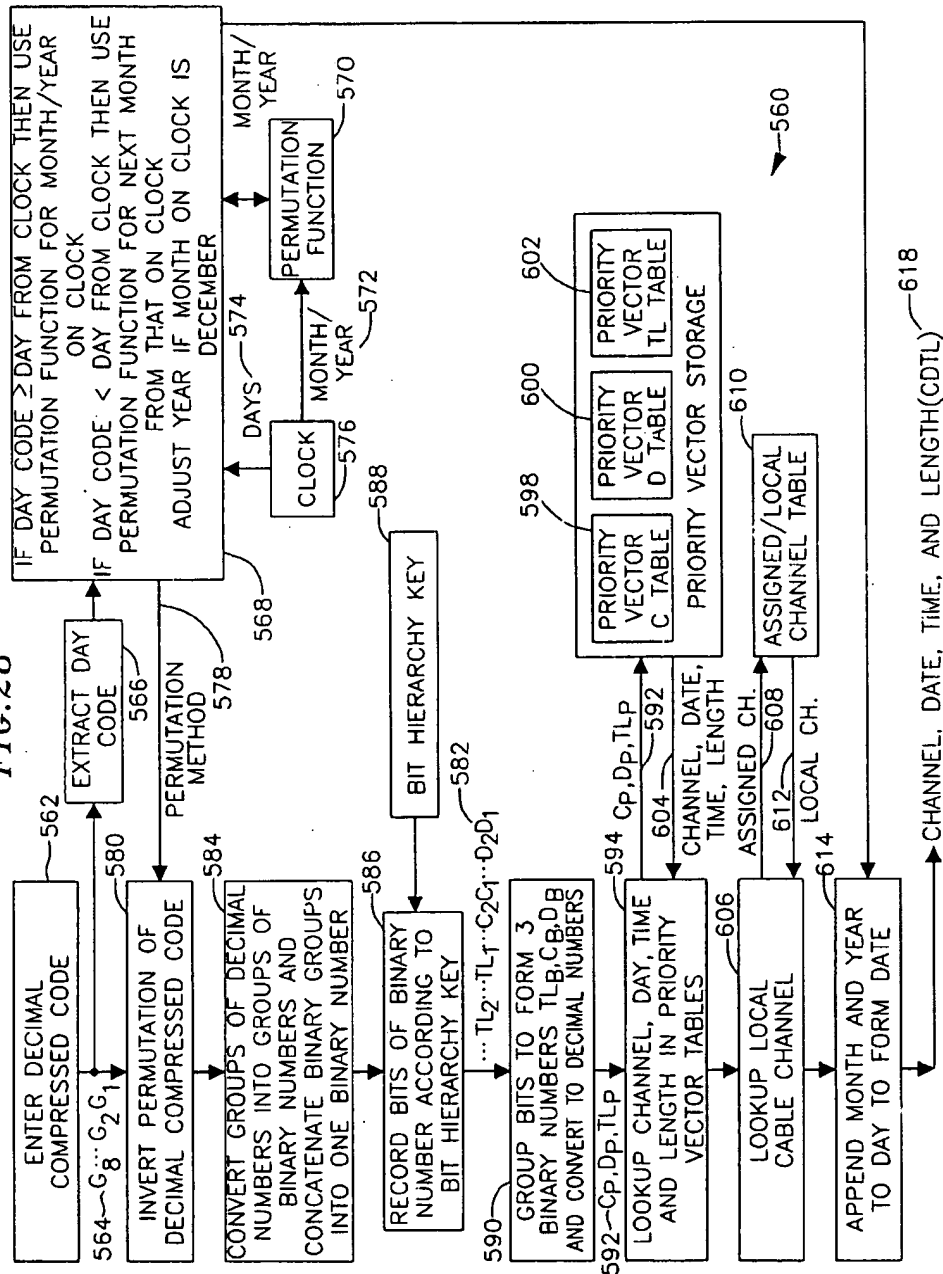 FIG.28
ENTER DECIMAL
COMPRESSED CODE
562
564
G8...G2G1
EXTRACT DAY
CODE
566
IF DAY CODE ≥ DAY FROM CLOCK THEN USE
PERMUTATION FUNCTION FOR MONTH/YEAR
ON CLOCK
IF DAY CODE < DAY FROM CLOCK THEN USE
PERMUTATION FUNCTION FOR NEXT MONTH
FROM THAT ON CLOCK
ADJUST YEAR IF MONTH ON CLOCK IS
DECEMBER
568
MONTH/
YEAR
PERMUTATION
FUNCTION
570
DAYS
574
CLOCK
576
MONTH/
YEAR
572
PERMUTATION
METHOD
578
580
INVERT PERMUTATION OF
DECIMAL COMPRESSED CODE
584
CONVERT GROUPS OF DECIMAL
NUMBERS INTO GROUPS OF
BINARY NUMBERS AND
CONCATENATE BINARY GROUPS
INTO ONE BINARY NUMBER
586
RECORD BITS OF BINARY
NUMBER ACCORDING TO
BIT HIERARCHY KEY
BIT HIERARCHY KEY
588
...TL2...TL1...C2C1...D2D1
582
590
GROUP BITS TO FORM 3
BINARY NUMBERS TLB,CB,DB
AND CONVERT TO DECIMAL NUMBERS
592
CP,DP,TLP
594
LOOKUP CHANNEL, DAY, TIME
AND LENGTH IN PRIORITY
VECTOR TABLES
CP,DP,TLP
592
604
CHANNEL, DATE,
TIME, LENGTH
598
PRIORITY
VECTOR
C TABLE
600
PRIORITY
VECTOR
D TABLE
602
PRIORITY
VECTOR
TL TABLE
PRIORITY VECTOR STORAGE
606
LOOKUP LOCAL
CABLE CHANNEL
ASSIGNED CH.
608
612
LOCAL CH.
610
ASSIGNED/LOCAL
CHANNEL TABLE
614
APPEND MONTH AND YEAR
TO DAY TO FORM DATE
CHANNEL, DATE, TIME, AND LENGTH(CDTL)
618
560